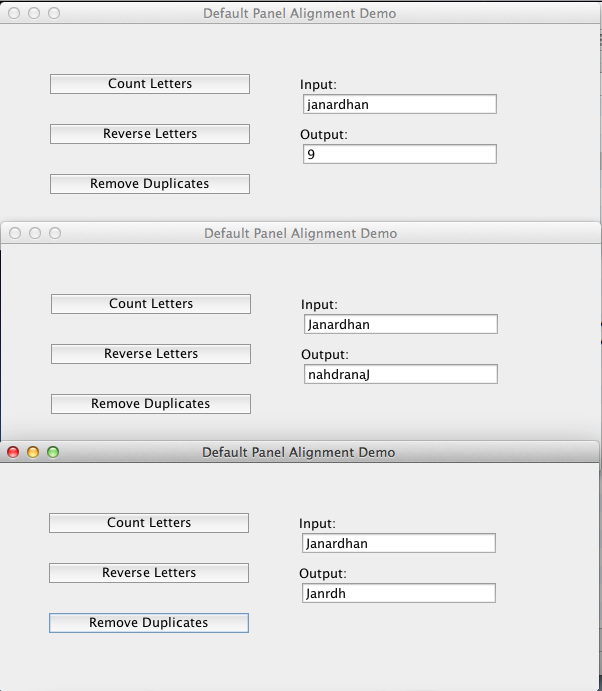 Default Panel Alignment Demo
Count Letters
Input:
janardhan
Reverse Letters
Output:
9
Remove Duplicates
Default Panel Alignment Demo
Count Letters
Input:
Janardhan
Reverse Letters
Output:
nahdranaJ
Remove Duplicates
Default Panel Alignment Demo
Count Letters
Input:
Janardhan
Reverse Letters
Output:
Janrdh
Remove Duplicates